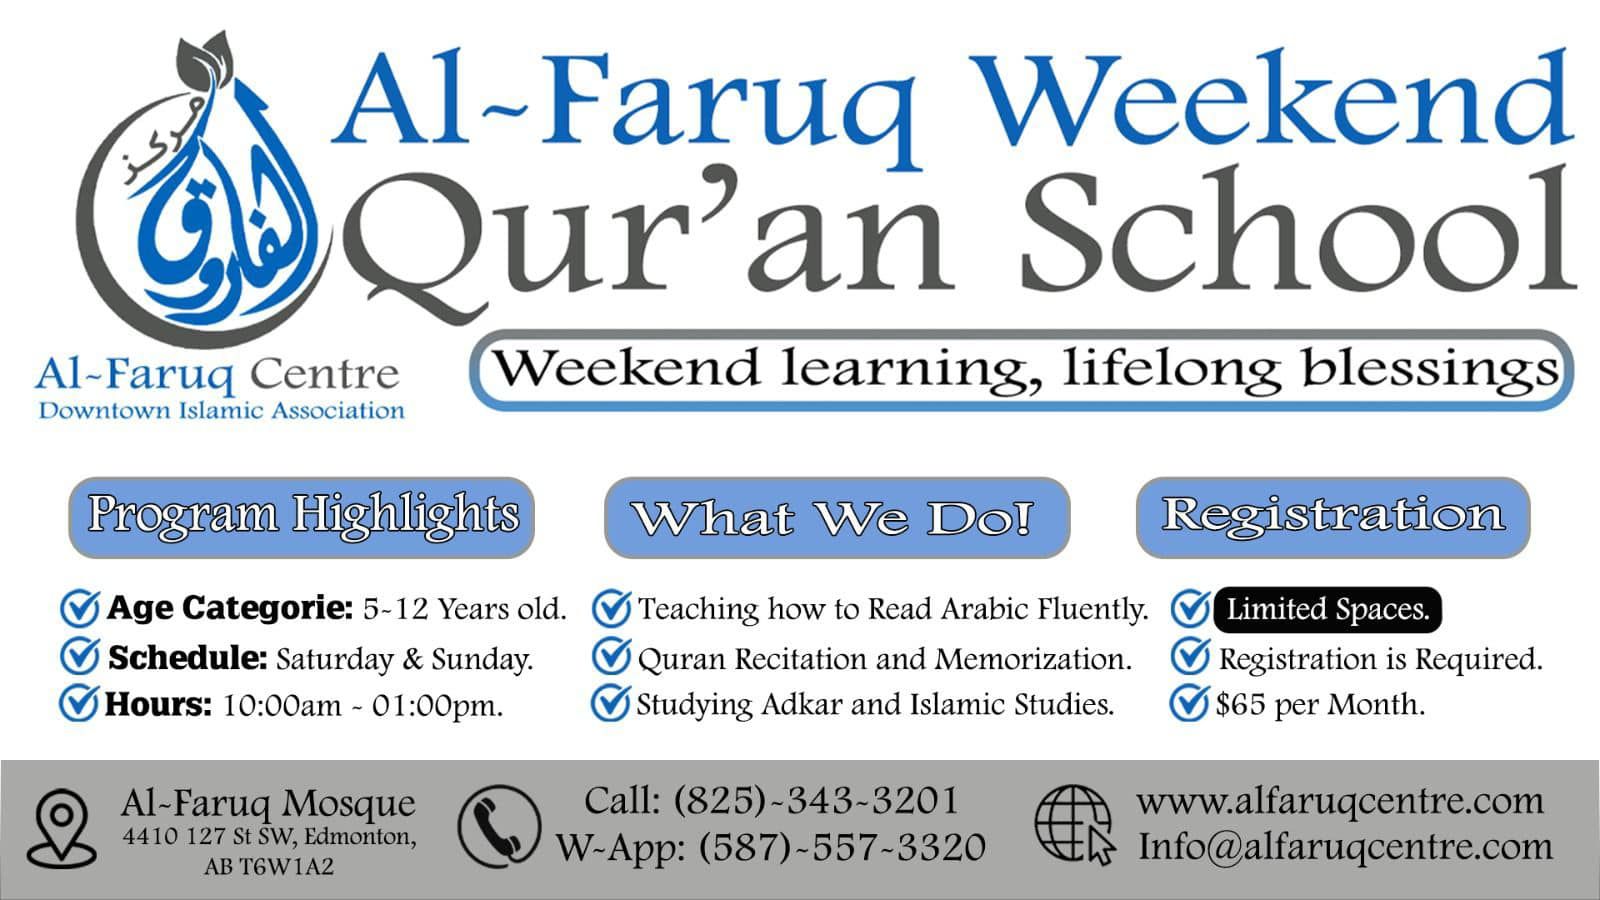 مركز
الفاروق
Al-Faruq Centre
Downtown Islamic Association
Al-Faruq Weekend
Qur'an School
Weekend learning, lifelong blessings
Program Highlights
Age Categorie: 5-12 Years old.
Schedule: Saturday & Sunday.
Hours: 10:00am - 01:00pm.
What We Do!
Teaching how to Read Arabic Fluently.
Quran Recitation and Memorization.
Studying Adkar and Islamic Studies.
Registration
Limited Spaces.
Registration is Required.
$65 per Month.
Al-Faruq Mosque
4410 127 St SW, Edmonton,
AB T6W1A2
Call: (825)-343-3201
W-App: (587)-557-3320
www.alfaruqcentre.com
Info@alfaruqcentre.com